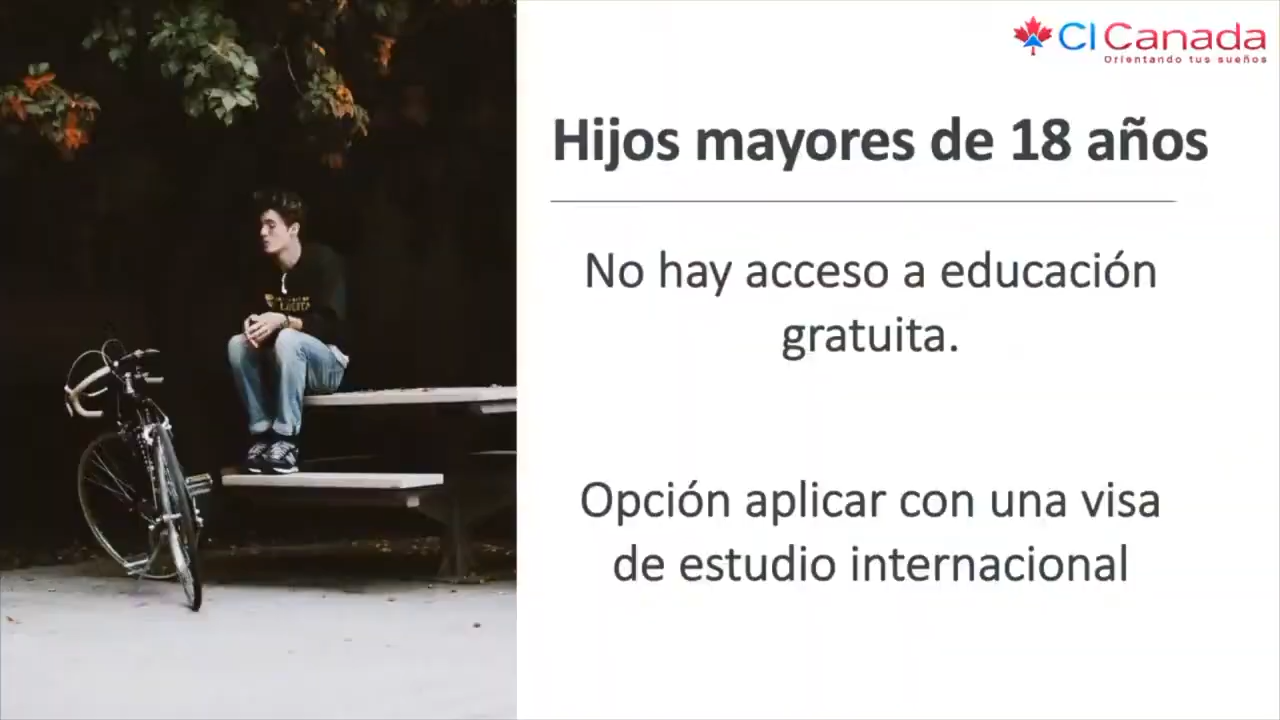 CI Canada
Orientando tus sueños
Hijos mayores de 18 años
No hay acceso a educación
gratuita.
Opción aplicar con una visa
de estudio internacional